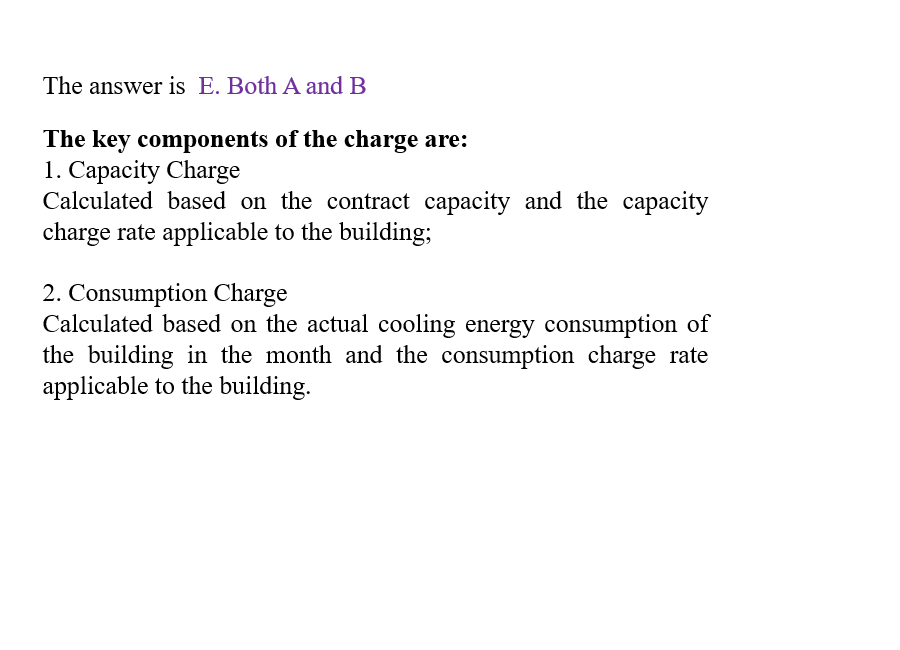 The answer is E. Both A and B
The key components of the charge are:
1. Capacity Charge
Calculated based on the contract capacity and the capacity
charge rate applicable to the building;
2. Consumption Charge
Calculated based on the actual cooling energy consumption of
the building in the month and the consumption charge rate
applicable to the building.